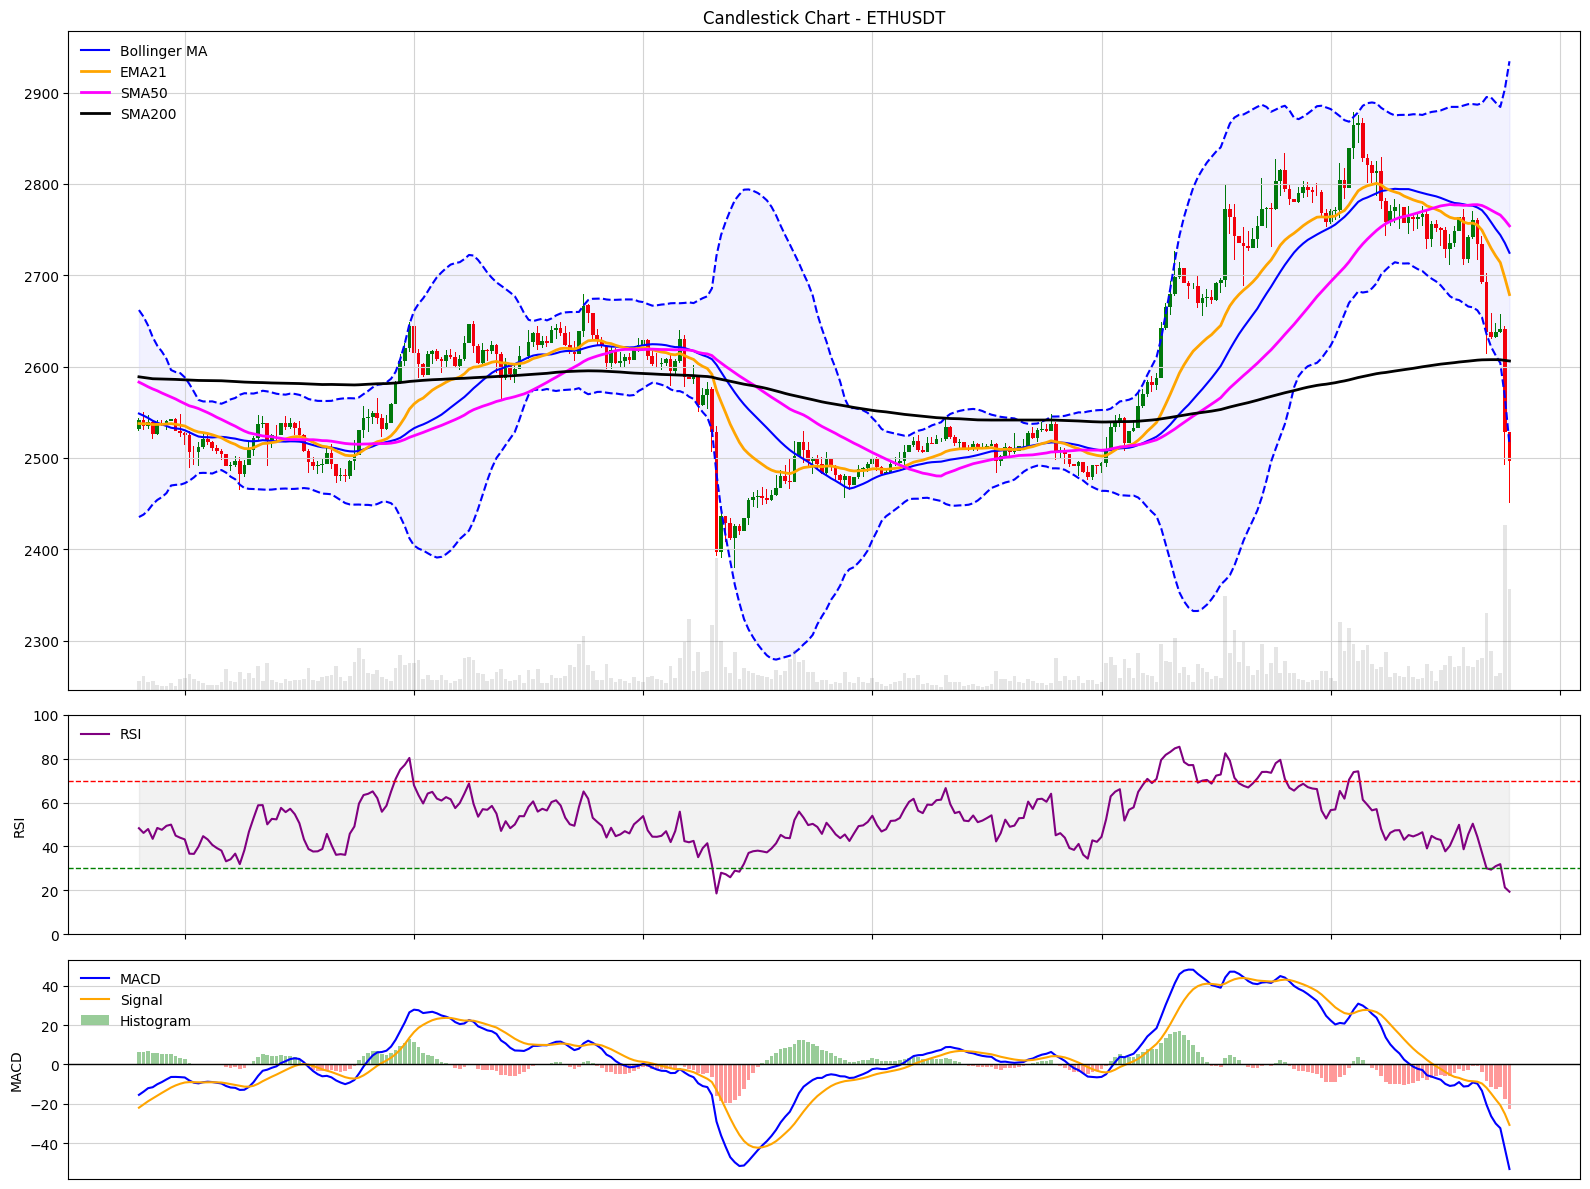 Candlestick Chart - ETHUSDT
Bollinger MA
EMA21
SMA50
SMA200
2900
2800
2700
2600
2500
2400
2300
100
80
60
40
20
0
RSI
RSI
40
20
0
−20
−40
MACD
MACD
Signal
Histogram